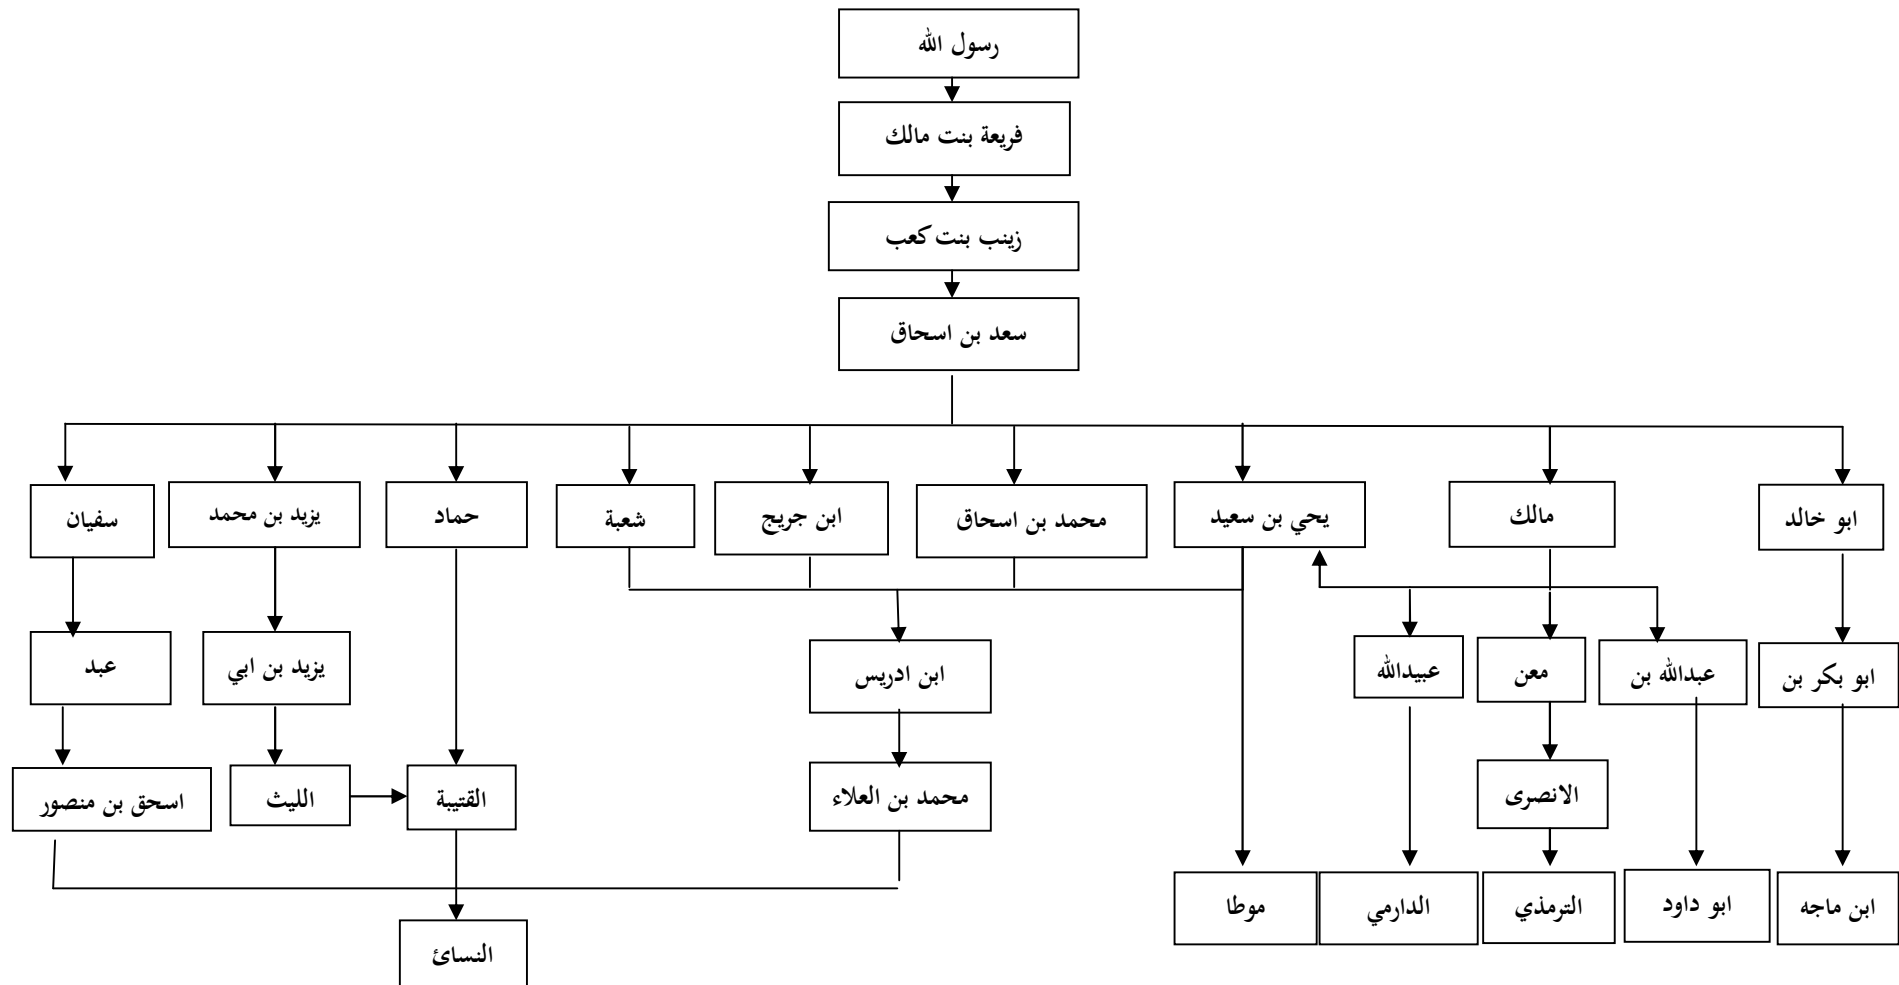 رسول الله
فريعة بنت مالك
زينب بنت كعب
سعد بن اسحاق
ابو خالد
مالك
يحي بن سعيد
محمد بن اسحاق
ابن جريج
شعبة
حماد
يزيد بن محمد
سفيان
ابو بكر بن
عبدالله بن
معن
عبيدالله
ابن ادريس
يزيد بن ابي
عبد
الانصرى
محمد بن العلاء
القتيبة
الليث
اسحق بن منصور
ابن ماجه
ابو داود
الترمذي
الدارمي
موطا
النسائ